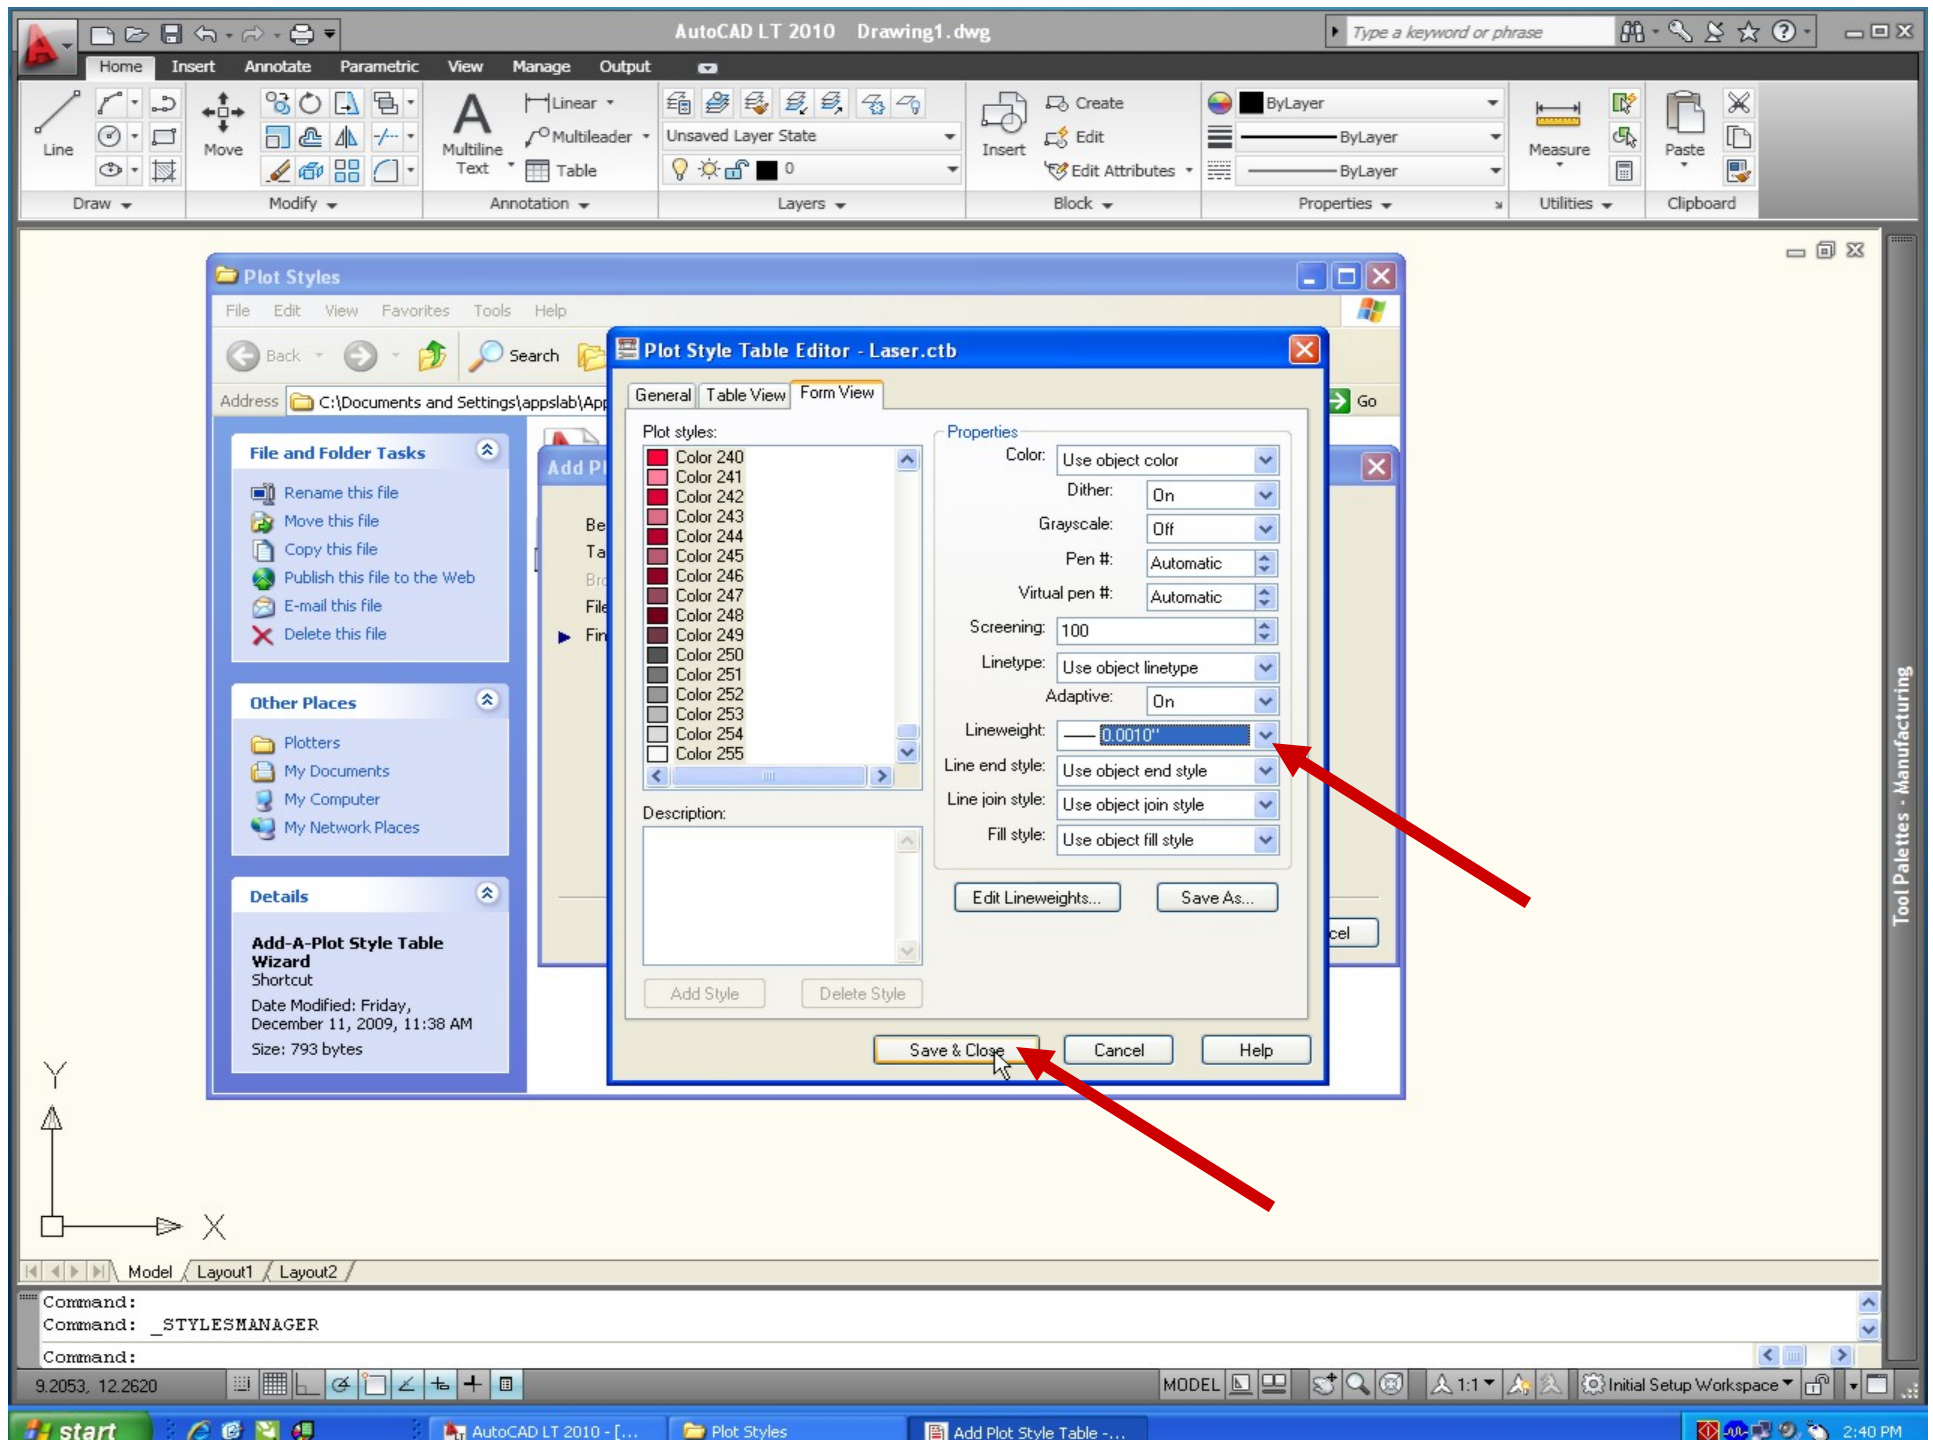 AutoCAD LT 2010 Drawing1.dwg
Type a keyword or phrase
Home Insert Annotate Parametric View Manage Output
Line
Move
Multiline
Text
Linear
Multileader
Table
Unsaved Layer State
0
Insert
Create
Edit
Edit Attributes
ByLayer
ByLayer
ByLayer
Measure
Paste
Draw Modify Annotation Layers Block Properties Utilities Clipboard
Plot Styles
File Edit View Favorites Tools Help
Back Search
Address C:\Documents and Settings\appslab\App
Go
File and Folder Tasks
Rename this file
Move this file
Copy this file
Publish this file to the Web
E-mail this file
Delete this file
Other Places
Plotters
My Documents
My Computer
My Network Places
Details
Add-A-Plot Style Table
Wizard
Shortcut
Date Modified: Friday,
December 11, 2009, 11:38 AM
Size: 793 bytes
Add Pl
Be
Ta
Bro
File
Fin
cel
Plot Style Table Editor - Laser.ctb
General Table View Form View
Plot styles:
Color 240
Color 241
Color 242
Color 243
Color 244
Color 245
Color 246
Color 247
Color 248
Color 249
Color 250
Color 251
Color 252
Color 253
Color 254
Color 255
Description:
Add Style Delete Style
Properties
Color: Use object color
Dither: On
Grayscale: Off
Pen #: Automatic
Virtual pen #: Automatic
Screening: 100
Linetype: Use object linetype
Adaptive: On
Lineweight: 0.0010"
Line end style: Use object end style
Line join style: Use object join style
Fill style: Use object fill style
Edit Lineweights... Save As...
Save & Close Cancel Help
Tool Palettes - Manufacturing
Y
X
Model Layout1 Layout2
Command:
Command: _STYLESMANAGER
Command:
9.2053, 12.2620
MODEL 1:1 Initial Setup Workspace
start AutoCAD LT 2010 - [... Plot Styles Add Plot Style Table -... 2:40 PM